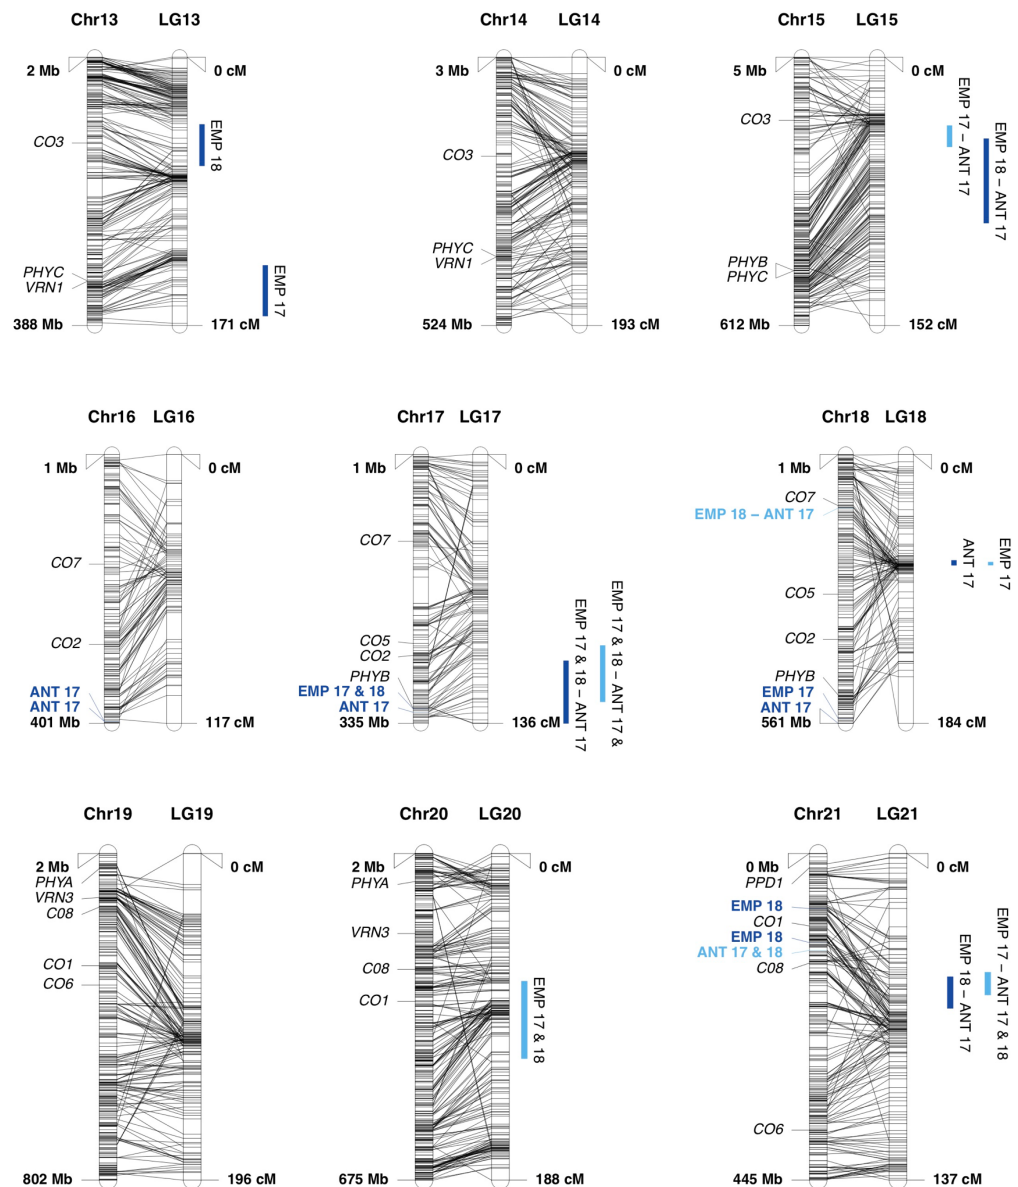 Chr13 LG13
2 Mb 0 cM
CO3
EMP 18
PHYC
VRN1
EMP 17
388 Mb 171 cM
Chr14 LG14
3 Mb 0 cM
CO3
PHYC
VRN1
524 Mb 193 cM
Chr15 LG15
5 Mb 0 cM
CO3
EMP 17 – ANT 17
EMP 18 – ANT 17
PHYB
PHYC
612 Mb 152 cM
Chr16 LG16
1 Mb 0 cM
CO7
CO2
ANT 17
ANT 17
401 Mb 117 cM
Chr17 LG17
1 Mb 0 cM
CO7
CO5
CO2
PHYB
EMP 17 & 18
ANT 17
335 Mb 136 cM
EMP 17 & 18 – ANT 17
EMP 17 & 18 – ANT 17 &
Chr18 LG18
1 Mb 0 cM
CO7
EMP 18 – ANT 17
ANT 17
EMP 17
CO5
CO2
PHYB
EMP 17
ANT 17
561 Mb 184 cM
Chr19 LG19
2 Mb 0 cM
PHYA
VRN3
C08
CO1
CO6
802 Mb 196 cM
Chr20 LG20
2 Mb 0 cM
PHYA
VRN3
C08
CO1
EMP 17 & 18
675 Mb 188 cM
Chr21 LG21
0 Mb 0 cM
PPD1
EMP 18
CO1
EMP 18
ANT 17 & 18
C08
EMP 18 – ANT 17
EMP 17 – ANT 17 & 18
CO6
445 Mb 137 cM